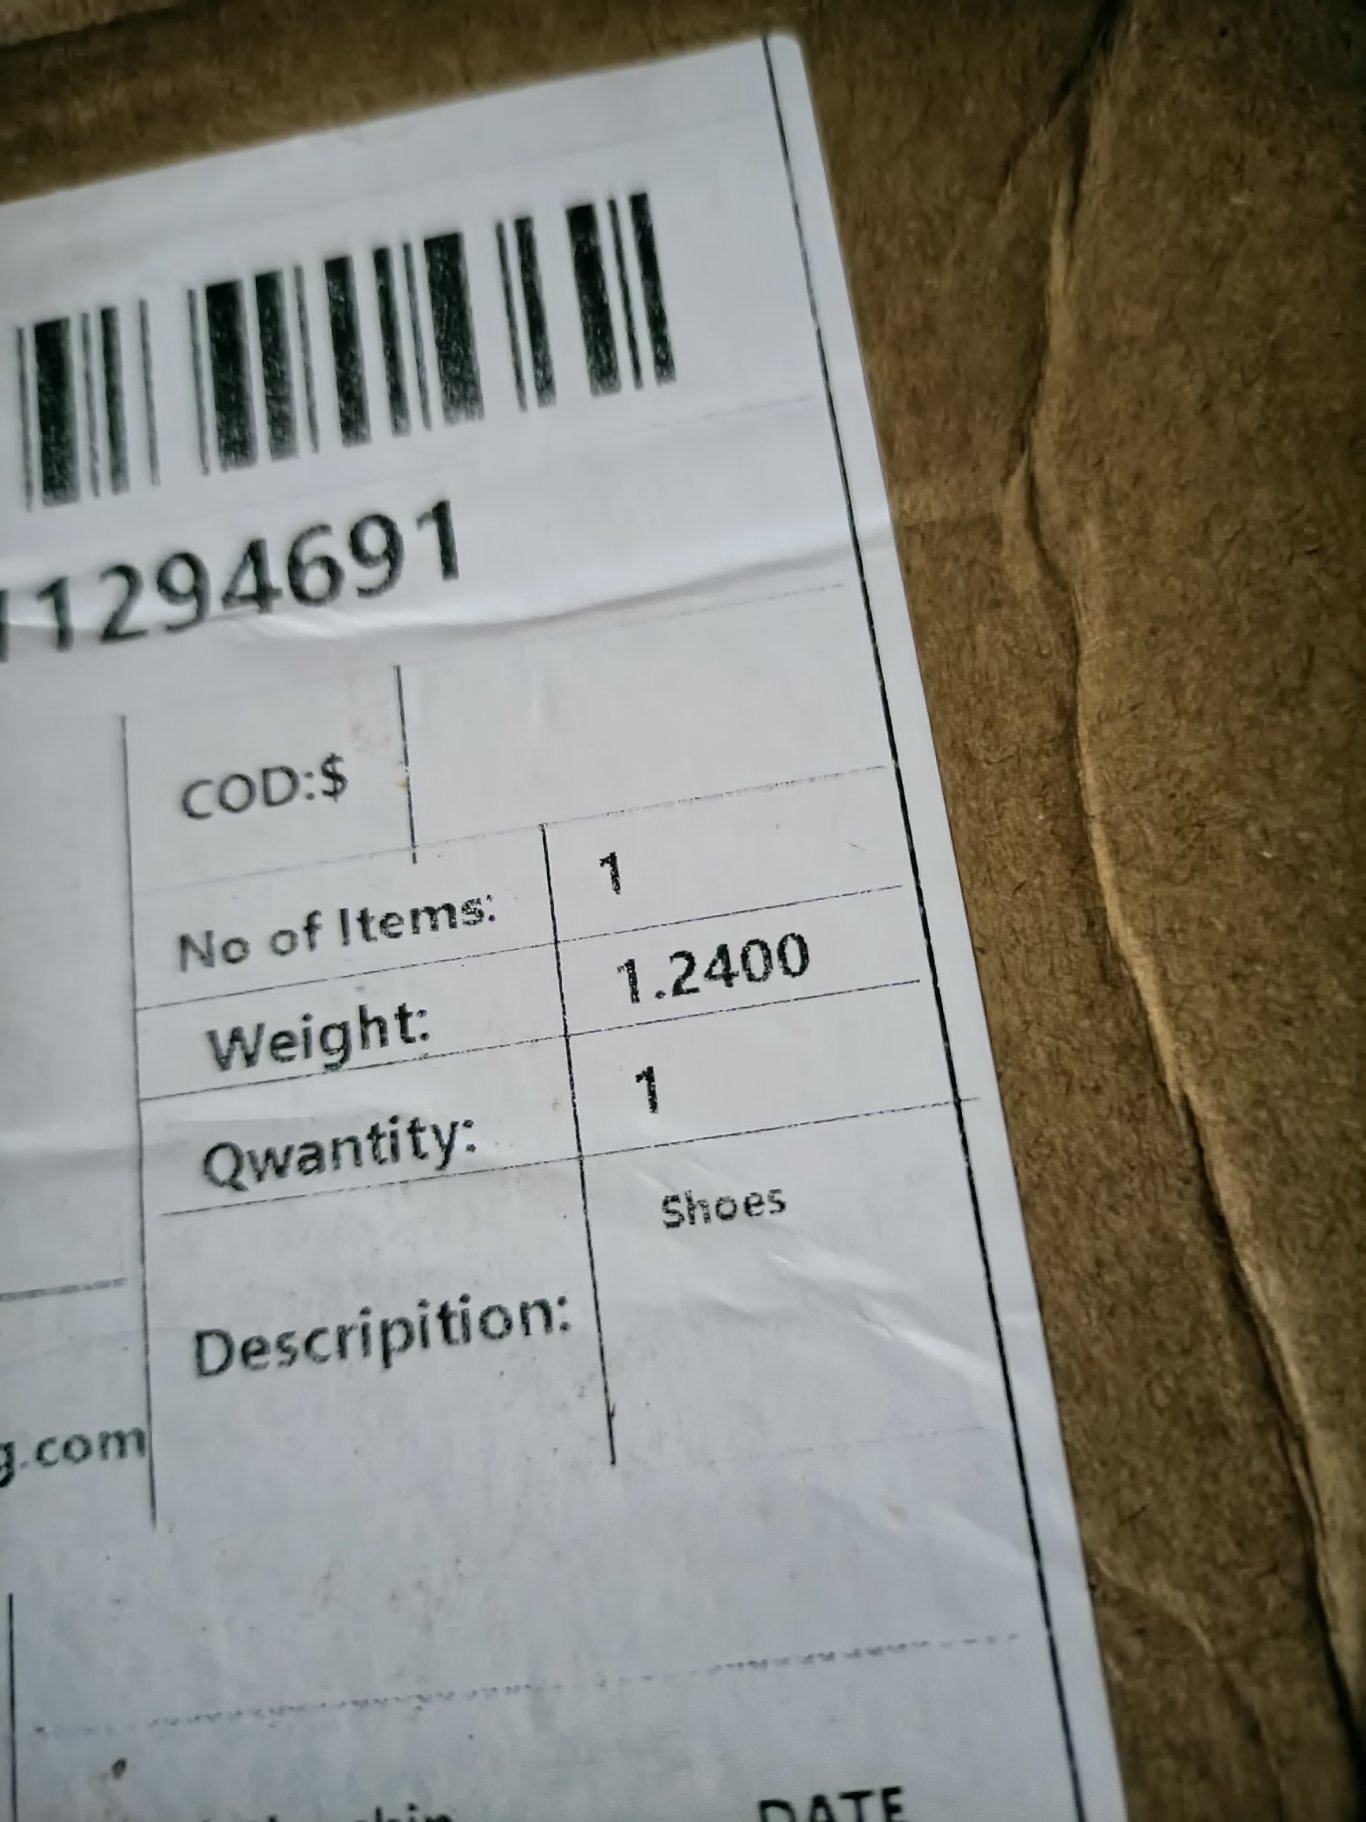 11294691
COD:$
No of Items: 1
Weight: 1.2400
Qwantity: 1
Shoes
Descripition:
g.com
DATE